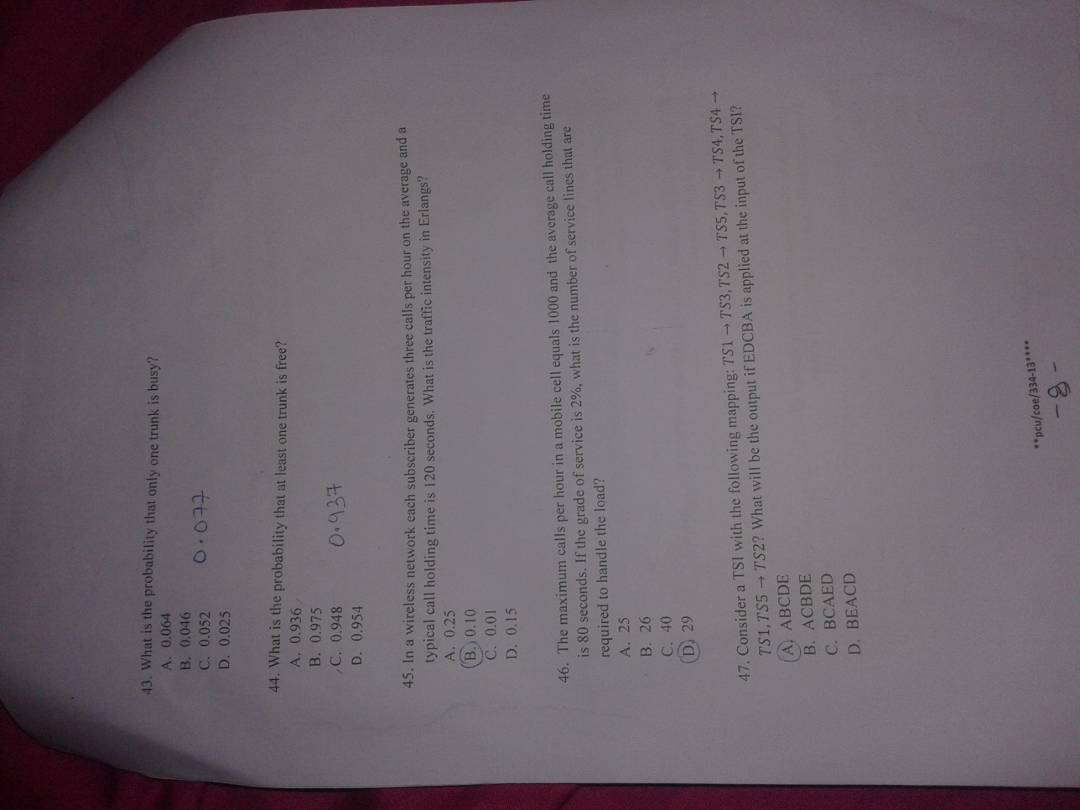 43. What is the probability that only one trunk is busy?
A. 0.064
B. 0.046
C. 0.052
0.077
D. 0.025
44. What is the probability that at least one trunk is free?
A. 0.936
B. 0.975
C. 0.948
0.937
D. 0.954
45. In a wireless network each subscriber generates three calls per hour on the average and a
typical call holding time is 120 seconds. What is the traffic intensity in Erlangs?
A. 0.25
B. 0.10
C. 0.01
D. 0.15
46. The maximum calls per hour in a mobile cell equals 1000 and the average call holding time
is 80 seconds. If the grade of service is 2%, what is the number of service lines that are
required to handle the load?
A. 25
B. 26
C. 40
D. 29
47. Consider a TSI with the following mapping: TS1 → TS3, TS2 → TS5, TS3 → TS4, TS4 →
TS1, TS5 → TS2? What will be the output if EDCBA is applied at the input of the TSI?
A. ABCDE
B. ACBDE
C. BCAED
D. BEACD
**pcu/coe/334-13****
-8-